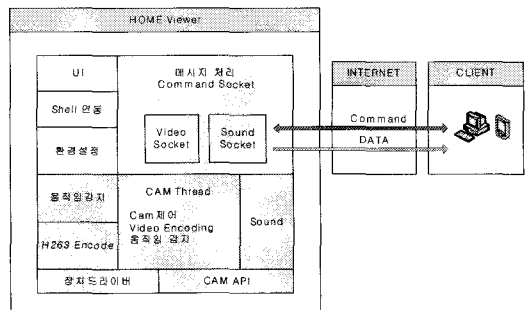 HOME Viewer
UI
메시지 처리
Command Socket
Shell 연동
Video
Socket
Sound
Socket
환경설정
움직임감지
CAM Thread
Cam제어
Video Encoding
움직임 감지
Sound
H263 Encode
장치드라이버
CAM API
INTERNET
CLIENT
Command
DATA